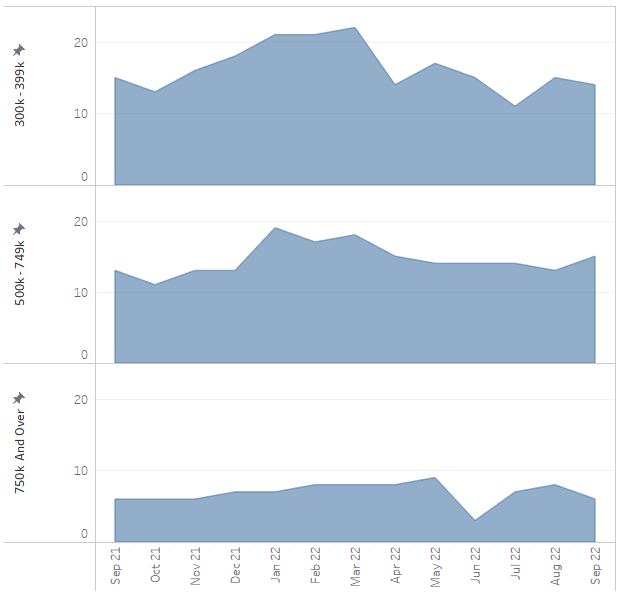 300k - 399k
20
10
0
500k - 749k
20
10
0
750k And Over
20
10
0
Sep 21
Oct 21
Nov 21
Dec 21
Jan 22
Feb 22
Mar 22
Apr 22
May 22
Jun 22
Jul 22
Aug 22
Sep 22